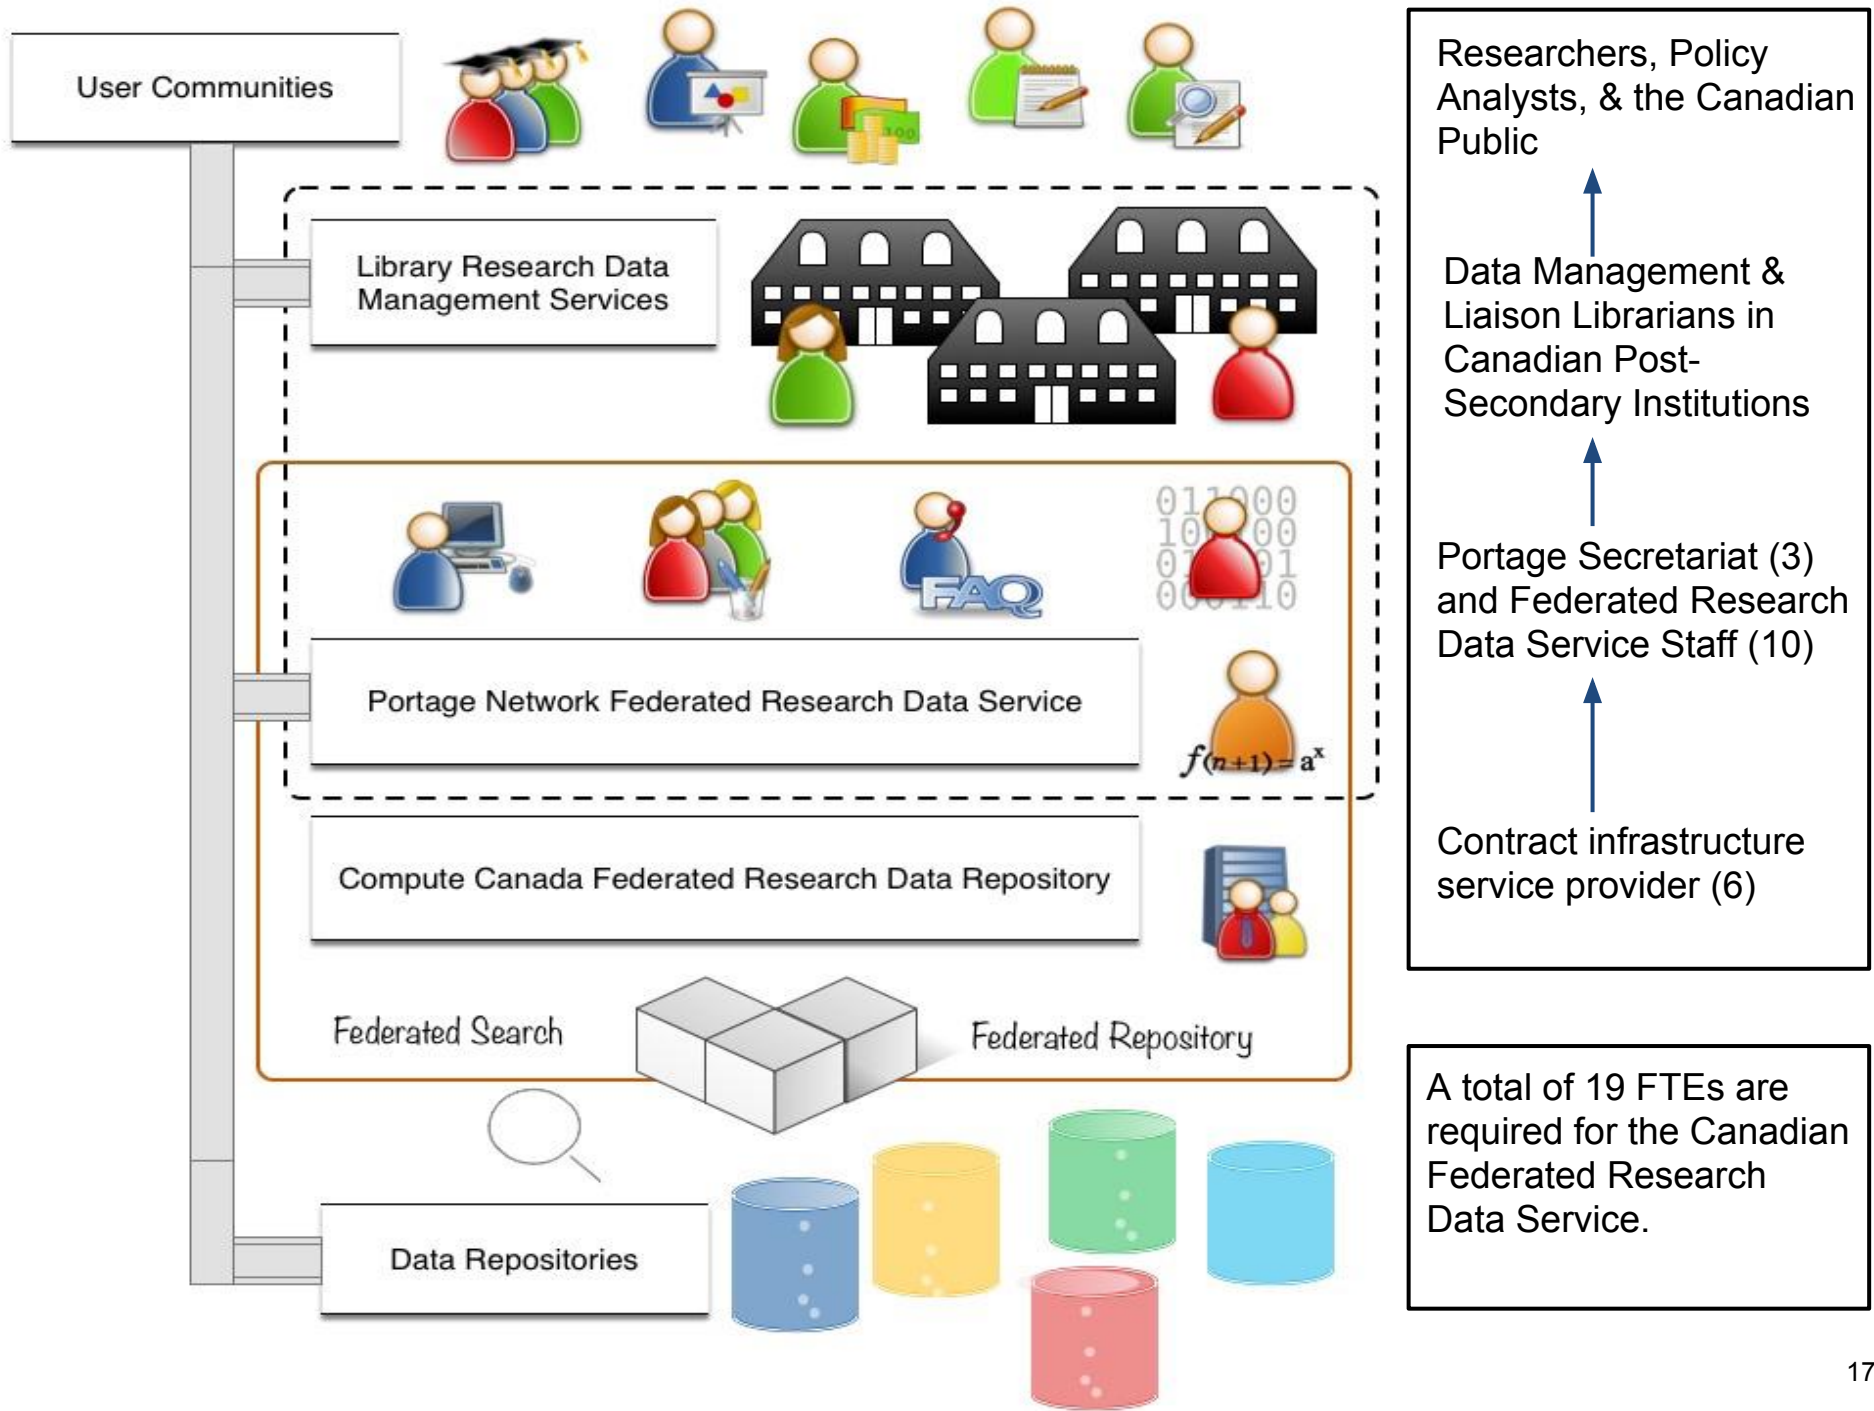 User Communities
Researchers, Policy
Analysts, & the Canadian
Public
Library Research Data
Management Services
Data Management &
Liaison Librarians in
Canadian Post-
Secondary Institutions
FAQ
Portage Secretariat (3)
and Federated Research
Data Service Staff (10)
Portage Network Federated Research Data Service
f(n+1) = aˣ
Compute Canada Federated Research Data Repository
Contract infrastructure
service provider (6)
Federated Search
Federated Repository
A total of 19 FTEs are
required for the Canadian
Federated Research
Data Service.
Data Repositories
17